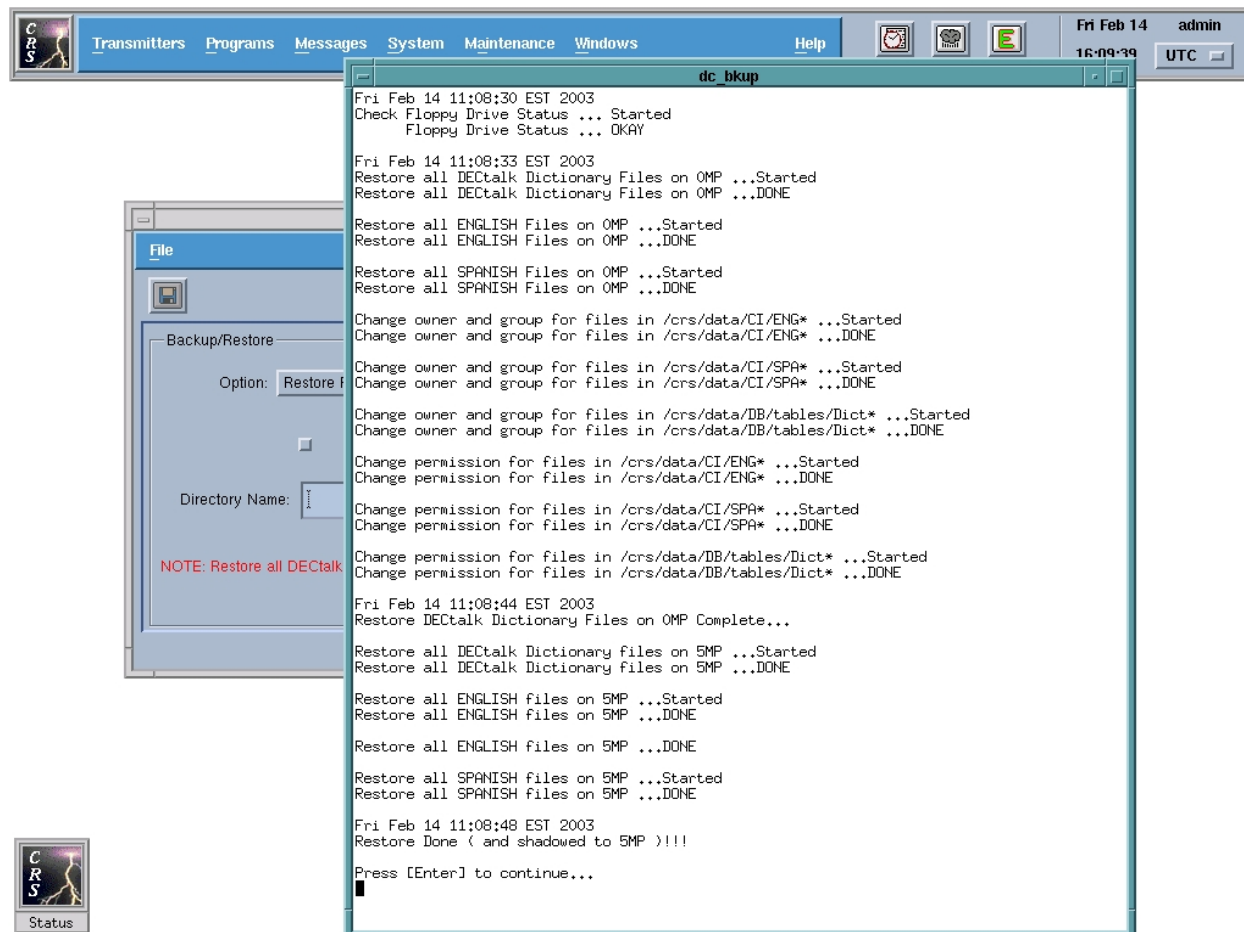 CRS
Transmitters Programs Messages System Maintenance Windows Help
E
Fri Feb 14 admin
16:09:39 UTC
dc_bkup
Fri Feb 14 11:08:30 EST 2003
Check Floppy Drive Status ... Started
Floppy Drive Status ... OKAY
Fri Feb 14 11:08:33 EST 2003
Restore all DECtalk Dictionary Files on 0MP ...Started
Restore all DECtalk Dictionary Files on 0MP ...DONE
Restore all ENGLISH Files on 0MP ...Started
Restore all ENGLISH Files on 0MP ...DONE
Restore all SPANISH Files on 0MP ...Started
Restore all SPANISH Files on 0MP ...DONE
Change owner and group for files in /crs/data/CI/ENG* ...Started
Change owner and group for files in /crs/data/CI/ENG* ...DONE
Change owner and group for files in /crs/data/CI/SPA* ...Started
Change owner and group for files in /crs/data/CI/SPA* ...DONE
Change owner and group for files in /crs/data/DB/tables/Dict* ...Started
Change owner and group for files in /crs/data/DB/tables/Dict* ...DONE
Change permission for files in /crs/data/CI/ENG* ...Started
Change permission for files in /crs/data/CI/ENG* ...DONE
Change permission for files in /crs/data/CI/SPA* ...Started
Change permission for files in /crs/data/CI/SPA* ...DONE
Change permission for files in /crs/data/DB/tables/Dict* ...Started
Change permission for files in /crs/data/DB/tables/Dict* ...DONE
Fri Feb 14 11:08:44 EST 2003
Restore DECtalk Dictionary Files on 0MP Complete...
Restore all DECtalk Dictionary files on 5MP ...Started
Restore all DECtalk Dictionary files on 5MP ...DONE
Restore all ENGLISH files on 5MP ...Started
Restore all ENGLISH files on 5MP ...DONE
Restore all ENGLISH files on 5MP ...DONE
Restore all SPANISH files on 5MP ...Started
Restore all SPANISH files on 5MP ...DONE
Fri Feb 14 11:08:48 EST 2003
Restore Done ( and shadowed to 5MP )!!!
Press [Enter] to continue...
File
Backup/Restore
Option: Restore
Directory Name:
NOTE: Restore all DECtalk
CRS
Status